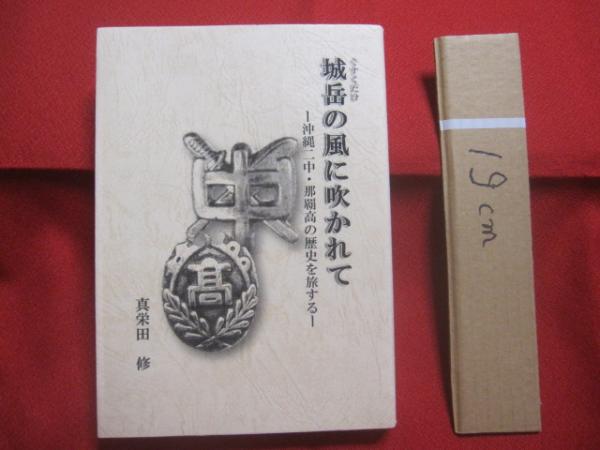 ぐすくだけ
城岳の風に吹かれて
ー沖縄二中・那覇高の歴史を旅するー
中
高
真栄田 修
19cm